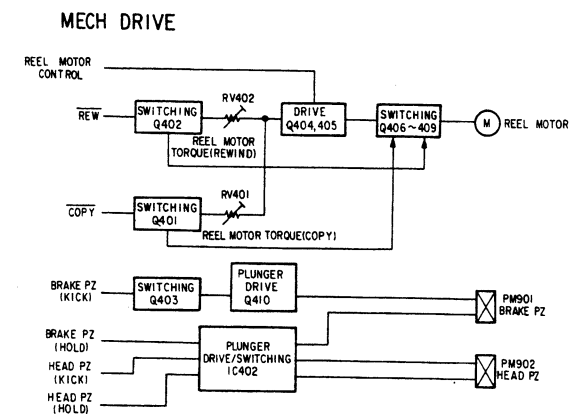 MECH DRIVE
REEL MOTOR
CONTROL
RV402
REW
SWITCHING
Q402
DRIVE
Q404,405
SWITCHING
Q406~409
M
REEL MOTOR
REEL MOTOR
TORQUE(REWIND)
RV401
COPY
SWITCHING
Q401
REEL MOTOR TORQUE(COPY)
BRAKE PZ
(KICK)
SWITCHING
Q403
PLUNGER
DRIVE
Q410
PM901
BRAKE PZ
BRAKE PZ
(HOLD)
HEAD PZ
(KICK)
HEAD PZ
(HOLD)
PLUNGER
DRIVE/SWITCHING
IC402
PM902
HEAD PZ